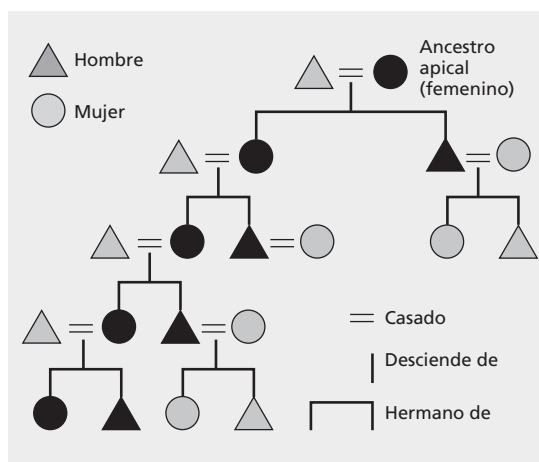 Hombre
Mujer
Ancestro
apical
(femenino)
Casado
Desciende de
Hermano de